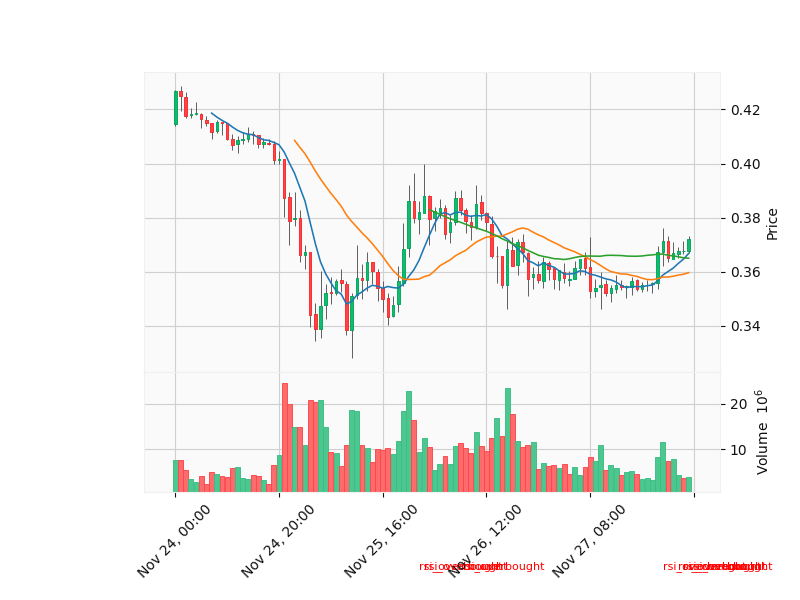 0.42
0.40
0.38
Price
0.36
0.34
20
Volume 10^6
10
Nov 24, 00:00
Nov 24, 20:00
Nov 25, 16:00
Nov 26, 12:00
Nov 27, 08:00